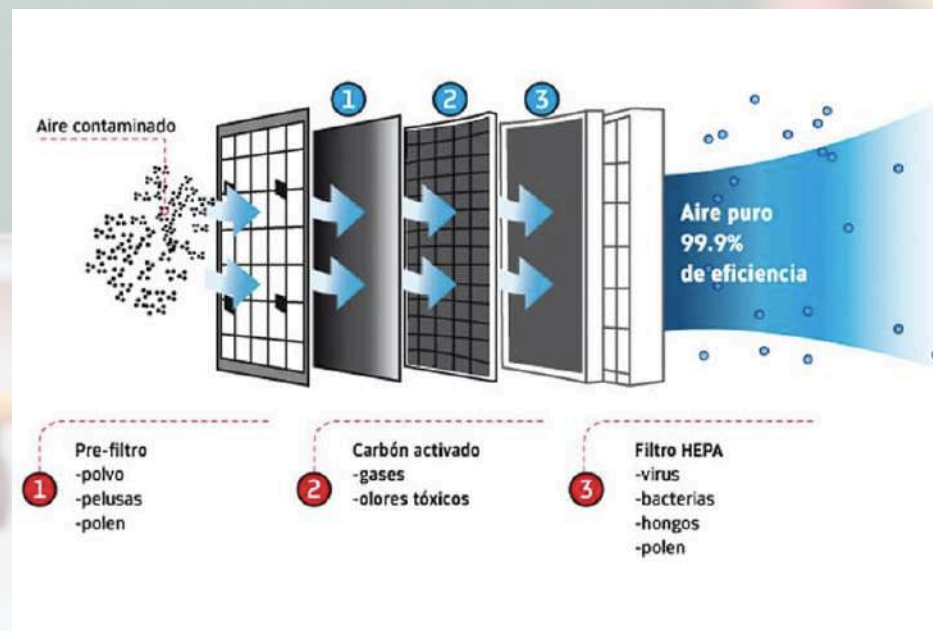 Aire contaminado
1
2
3
Aire puro
99.9%
de eficiencia
1
Pre-filtro
-polvo
-pelusas
-polen
2
Carbón activado
-gases
-olores tóxicos
3
Filtro HEPA
-virus
-bacterias
-hongos
-polen